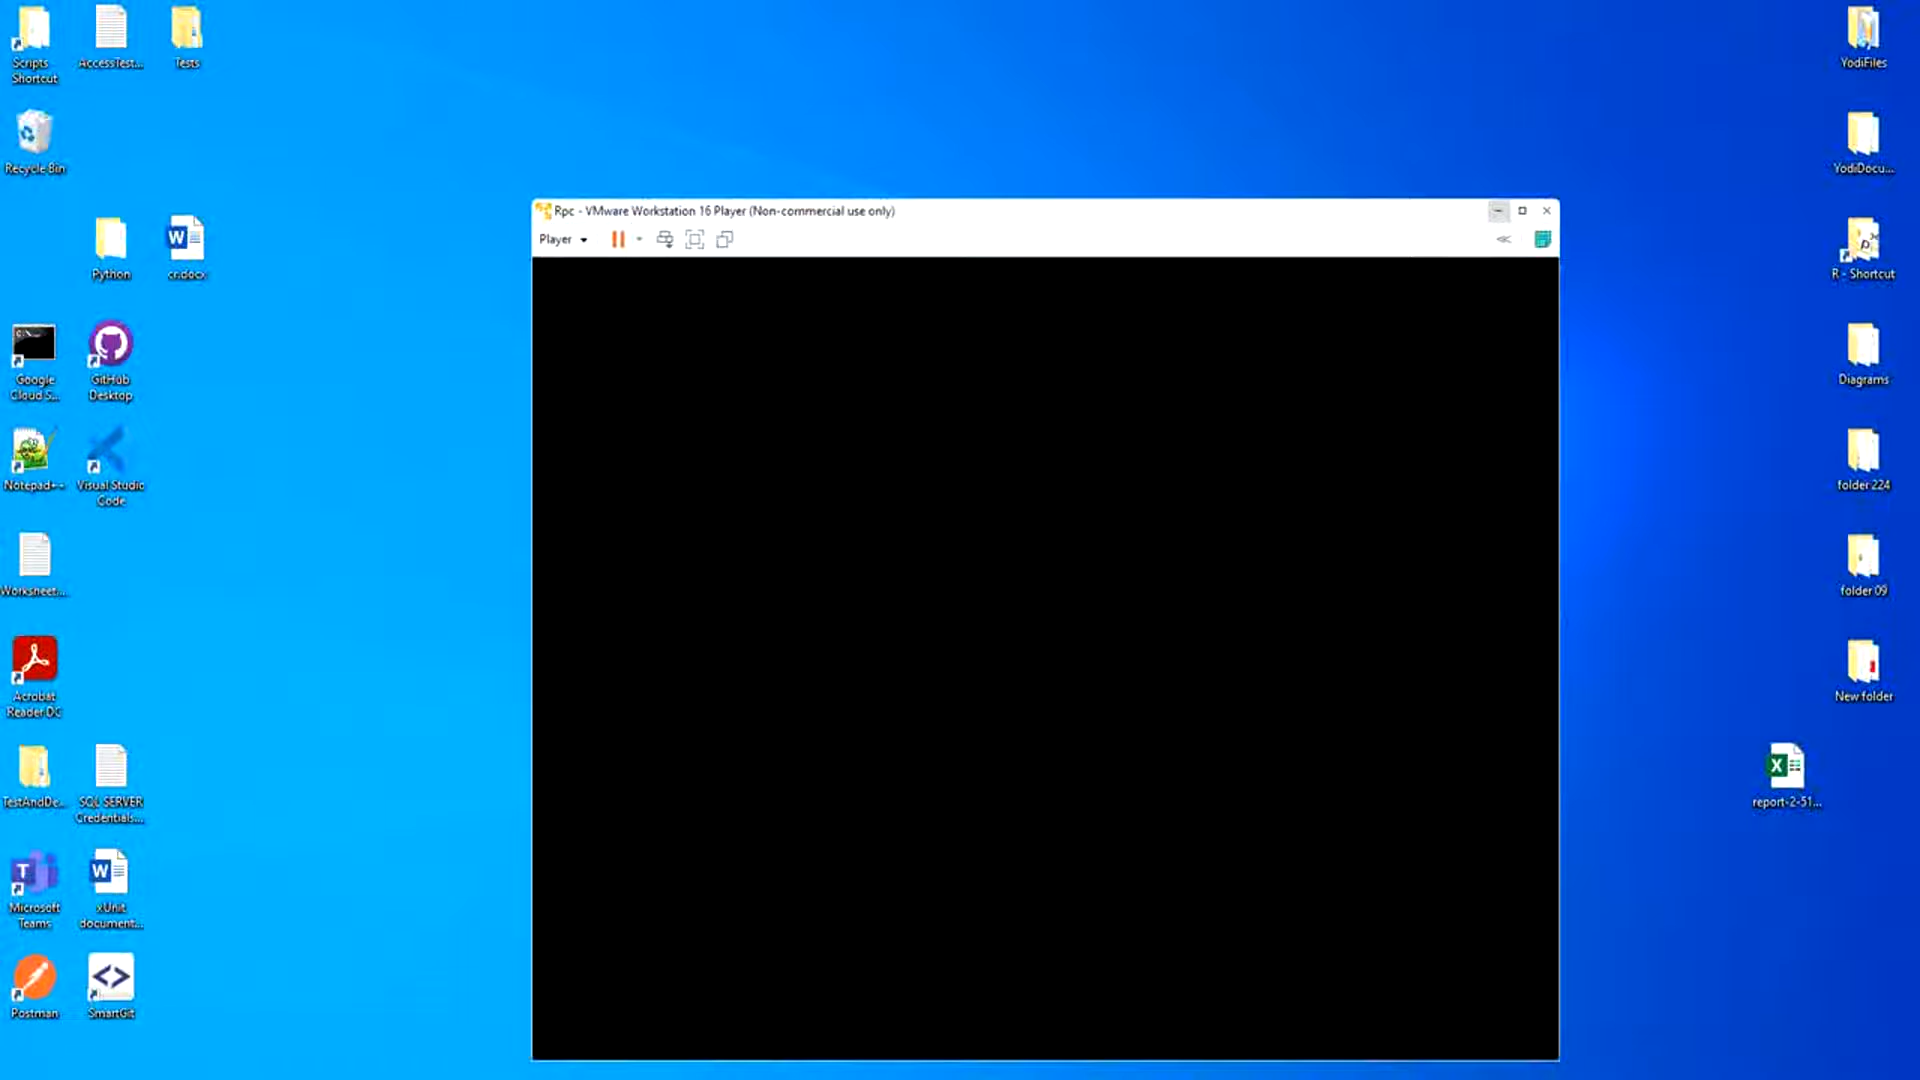 Scripts
Shortcut
AccessTest...
Tests
YodiFiles
Recycle Bin
YodiDocu...
Rpc - VMware Workstation 16 Player (Non-commercial use only)
Player
Python
cr.docx
R - Shortcut
Google
Cloud S...
GitHub
Desktop
Diagrams
Notepad++
Visual Studio
Code
folder 224
Worksheet...
folder 09
Acrobat
Reader DC
New folder
TestAndDe...
SQL SERVER
Credentials...
report-2-51...
Microsoft
Teams
xUnit
document...
Postman
SmartGit